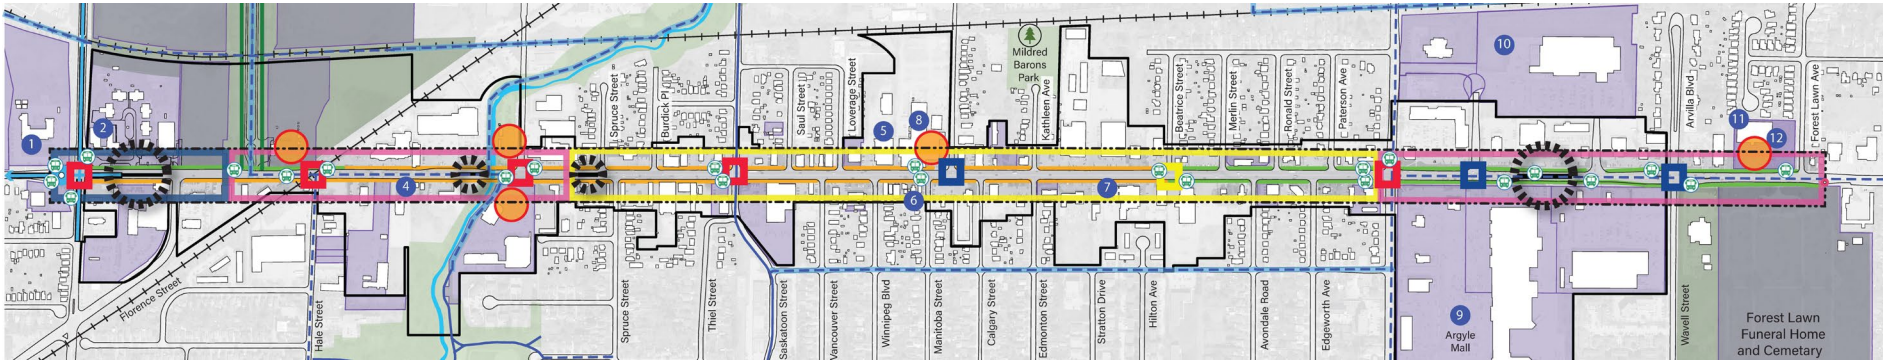 Mildred
Barons
Park
Spruce Street
Burdick Pl
Saul Street
Loverage Street
Kathleen Ave
Beatrice Street
Merlin Street
Ronald Street
Paterson Ave
Arvilla Blvd
Forest Lawn Ave
1
2
4
5
8
6
7
10
11
12
Florence Street
Hale Street
Spruce Street
Thiel Street
Saskatoon Street
Vancouver Street
Winnipeg Blvd
Manitoba Street
Calgary Street
Edmonton Street
Stratton Drive
Hilton Ave
Avondale Road
Edgeworth Ave
9
Argyle
Mall
Wavell Street
Forest Lawn
Funeral Home
and Cemetary